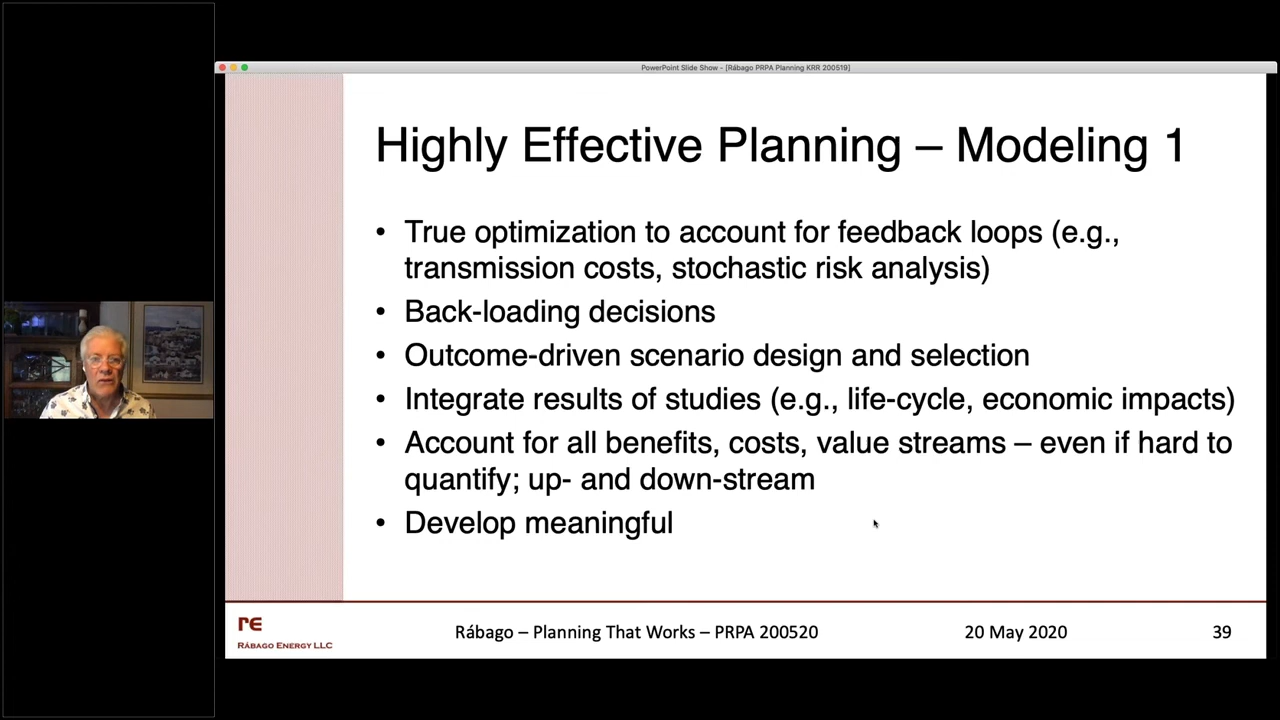 PowerPoint Slide Show - [Rábago PRPA Planning KRR 200519]
Highly Effective Planning – Modeling 1
• True optimization to account for feedback loops (e.g.,
transmission costs, stochastic risk analysis)
• Back-loading decisions
• Outcome-driven scenario design and selection
• Integrate results of studies (e.g., life-cycle, economic impacts)
• Account for all benefits, costs, value streams – even if hard to
quantify; up- and down-stream
• Develop meaningful
re
RÁBAGO ENERGY LLC
Rábago – Planning That Works – PRPA 200520
20 May 2020
39